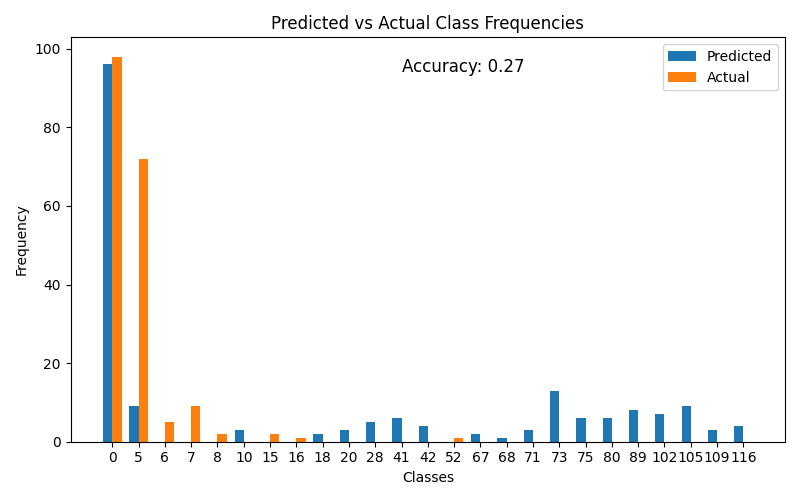 Predicted vs Actual Class Frequencies
Accuracy: 0.27
Predicted
Actual
Frequency
100
80
60
40
20
0
0 5 6 7 8 10 15 16 18 20 28 41 42 52 67 68 71 73 75 80 89 102 105 109 116
Classes